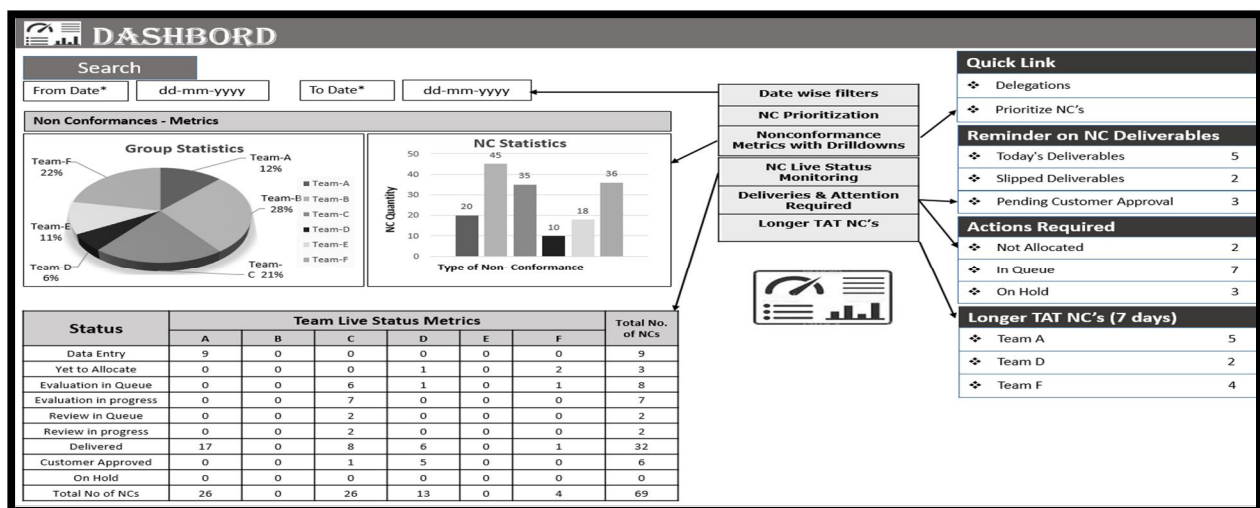 DASHBORD
Search
From Date*
dd-mm-yyyy
To Date*
dd-mm-yyyy
Non Conformances - Metrics
Group Statistics
Team-A
12%
Team-B
28%
Team-
C 21%
Team-D
6%
Team-E
11%
Team-F
22%
Team-A
Team-B
Team-C
Team-D
Team-E
Team-F
NC Statistics
NC Quantity
50
40
30
20
10
0
20
45
35
10
18
36
Type of Non- Conformance
Date wise filters
NC Prioritization
Nonconformance
Metrics with Drilldowns
NC Live Status
Monitoring
Deliveries & Attention
Required
Longer TAT NC's
Quick Link
Delegations
Prioritize NC's
Reminder on NC Deliverables
Today's Deliverables 5
Slipped Deliverables 2
Pending Customer Approval 3
Actions Required
Not Allocated 2
In Queue 7
On Hold 3
Longer TAT NC's (7 days)
Team A 5
Team D 2
Team F 4
Status Team Live Status Metrics Total No.
of NCs
A B C D E F
Data Entry 9 0 0 0 0 0 9
Yet to Allocate 0 0 0 1 0 2 3
Evaluation in Queue 0 0 6 1 0 1 8
Evaluation in progress 0 0 7 0 0 0 7
Review in Queue 0 0 2 0 0 0 2
Review in progress 0 0 2 0 0 0 2
Delivered 17 0 8 6 0 1 32
Customer Approved 0 0 1 5 0 0 6
On Hold 0 0 0 0 0 0 0
Total No of NCs 26 0 26 13 0 4 69